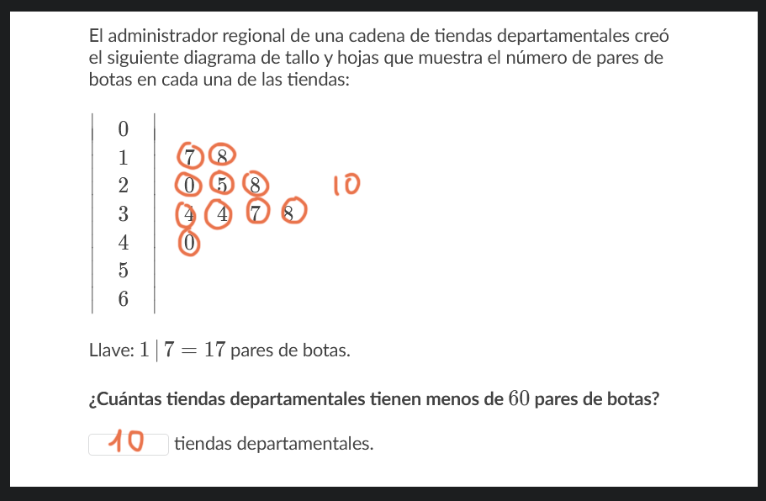 El administrador regional de una cadena de tiendas departamentales creó
el siguiente diagrama de tallo y hojas que muestra el número de pares de
botas en cada una de las tiendas:
0
1 7 8
2 0 5 8 10
3 4 4 7 8
4 0
5
6
Llave: 1 | 7 = 17 pares de botas.
¿Cuántas tiendas departamentales tienen menos de 60 pares de botas?
10 tiendas departamentales.